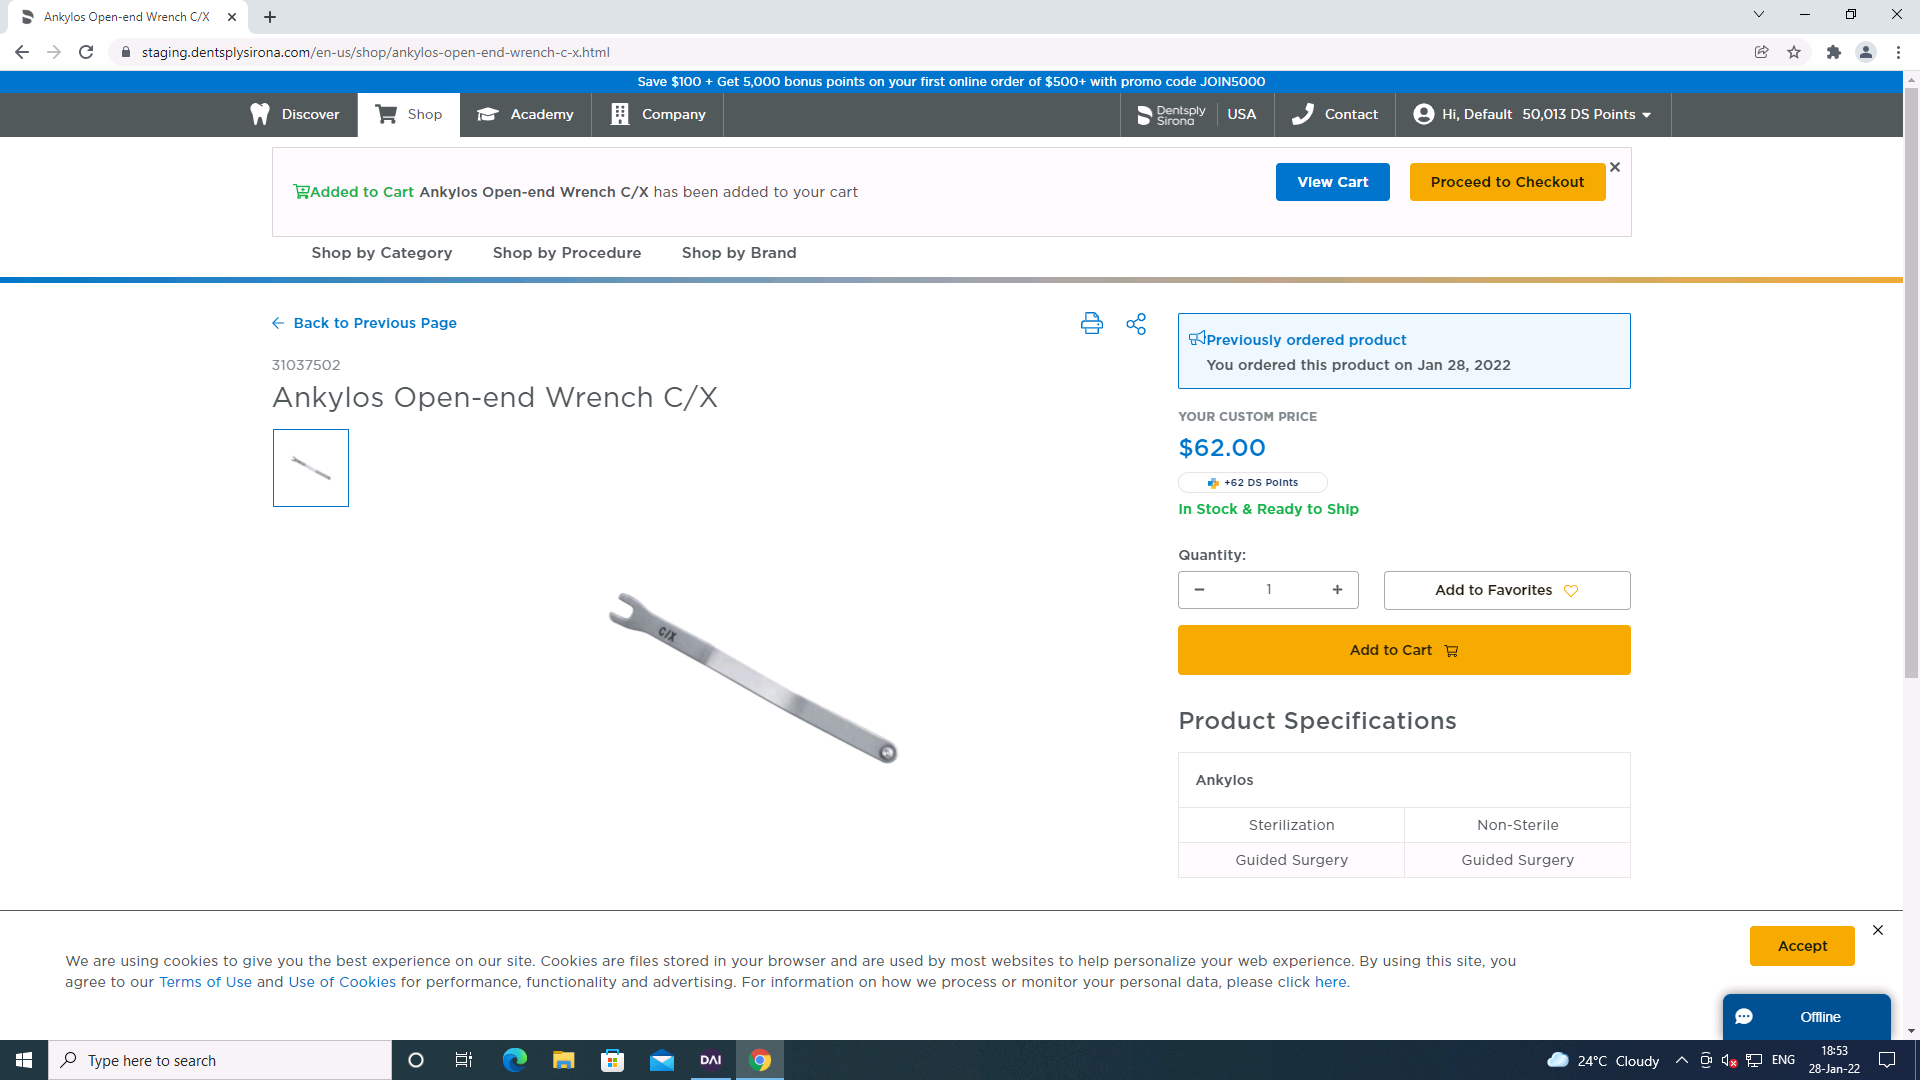 Ankylos Open-end Wrench C/X
staging.dentsplysirona.com/en-us/shop/ankylos-open-end-wrench-c-x.html
Save $100 + Get 5,000 bonus points on your first online order of $500+ with promo code JOIN5000
Discover
Shop
Academy
Company
Dentsply
Sirona
USA
Contact
Hi, Default 50,013 DS Points
Added to Cart Ankylos Open-end Wrench C/X has been added to your cart
View Cart
Proceed to Checkout
Shop by Category
Shop by Procedure
Shop by Brand
Back to Previous Page
31037502
Ankylos Open-end Wrench C/X
C/X
Previously ordered product
You ordered this product on Jan 28, 2022
YOUR CUSTOM PRICE
$62.00
+62 DS Points
In Stock & Ready to Ship
Quantity:
− 1 +
Add to Favorites
Add to Cart
Product Specifications
Ankylos
Sterilization Non-Sterile
Guided Surgery Guided Surgery
We are using cookies to give you the best experience on our site. Cookies are files stored in your browser and are used by most websites to help personalize your web experience. By using this site, you
agree to our Terms of Use and Use of Cookies for performance, functionality and advertising. For information on how we process or monitor your personal data, please click here.
Accept
Offline
Type here to search
DAI
24°C Cloudy
ENG
18:53
28-Jan-22